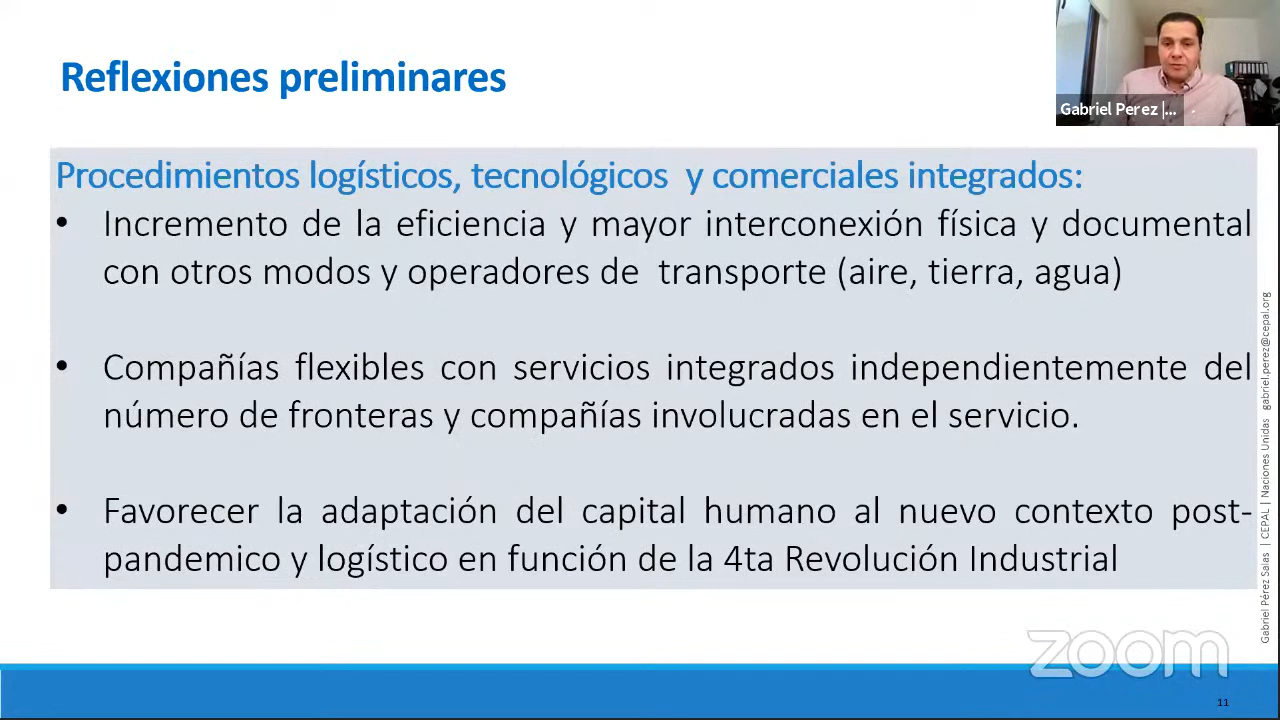 Reflexiones preliminares
Gabriel Perez |...
Procedimientos logísticos, tecnológicos y comerciales integrados:
• Incremento de la eficiencia y mayor interconexión física y documental
con otros modos y operadores de transporte (aire, tierra, agua)
• Compañías flexibles con servicios integrados independientemente del
número de fronteras y compañías involucradas en el servicio.
• Favorecer la adaptación del capital humano al nuevo contexto post-
pandemico y logístico en función de la 4ta Revolución Industrial
Gabriel Pérez Salas | CEPAL | Naciones Unidas gabriel.perez@cepal.org
zoom
11